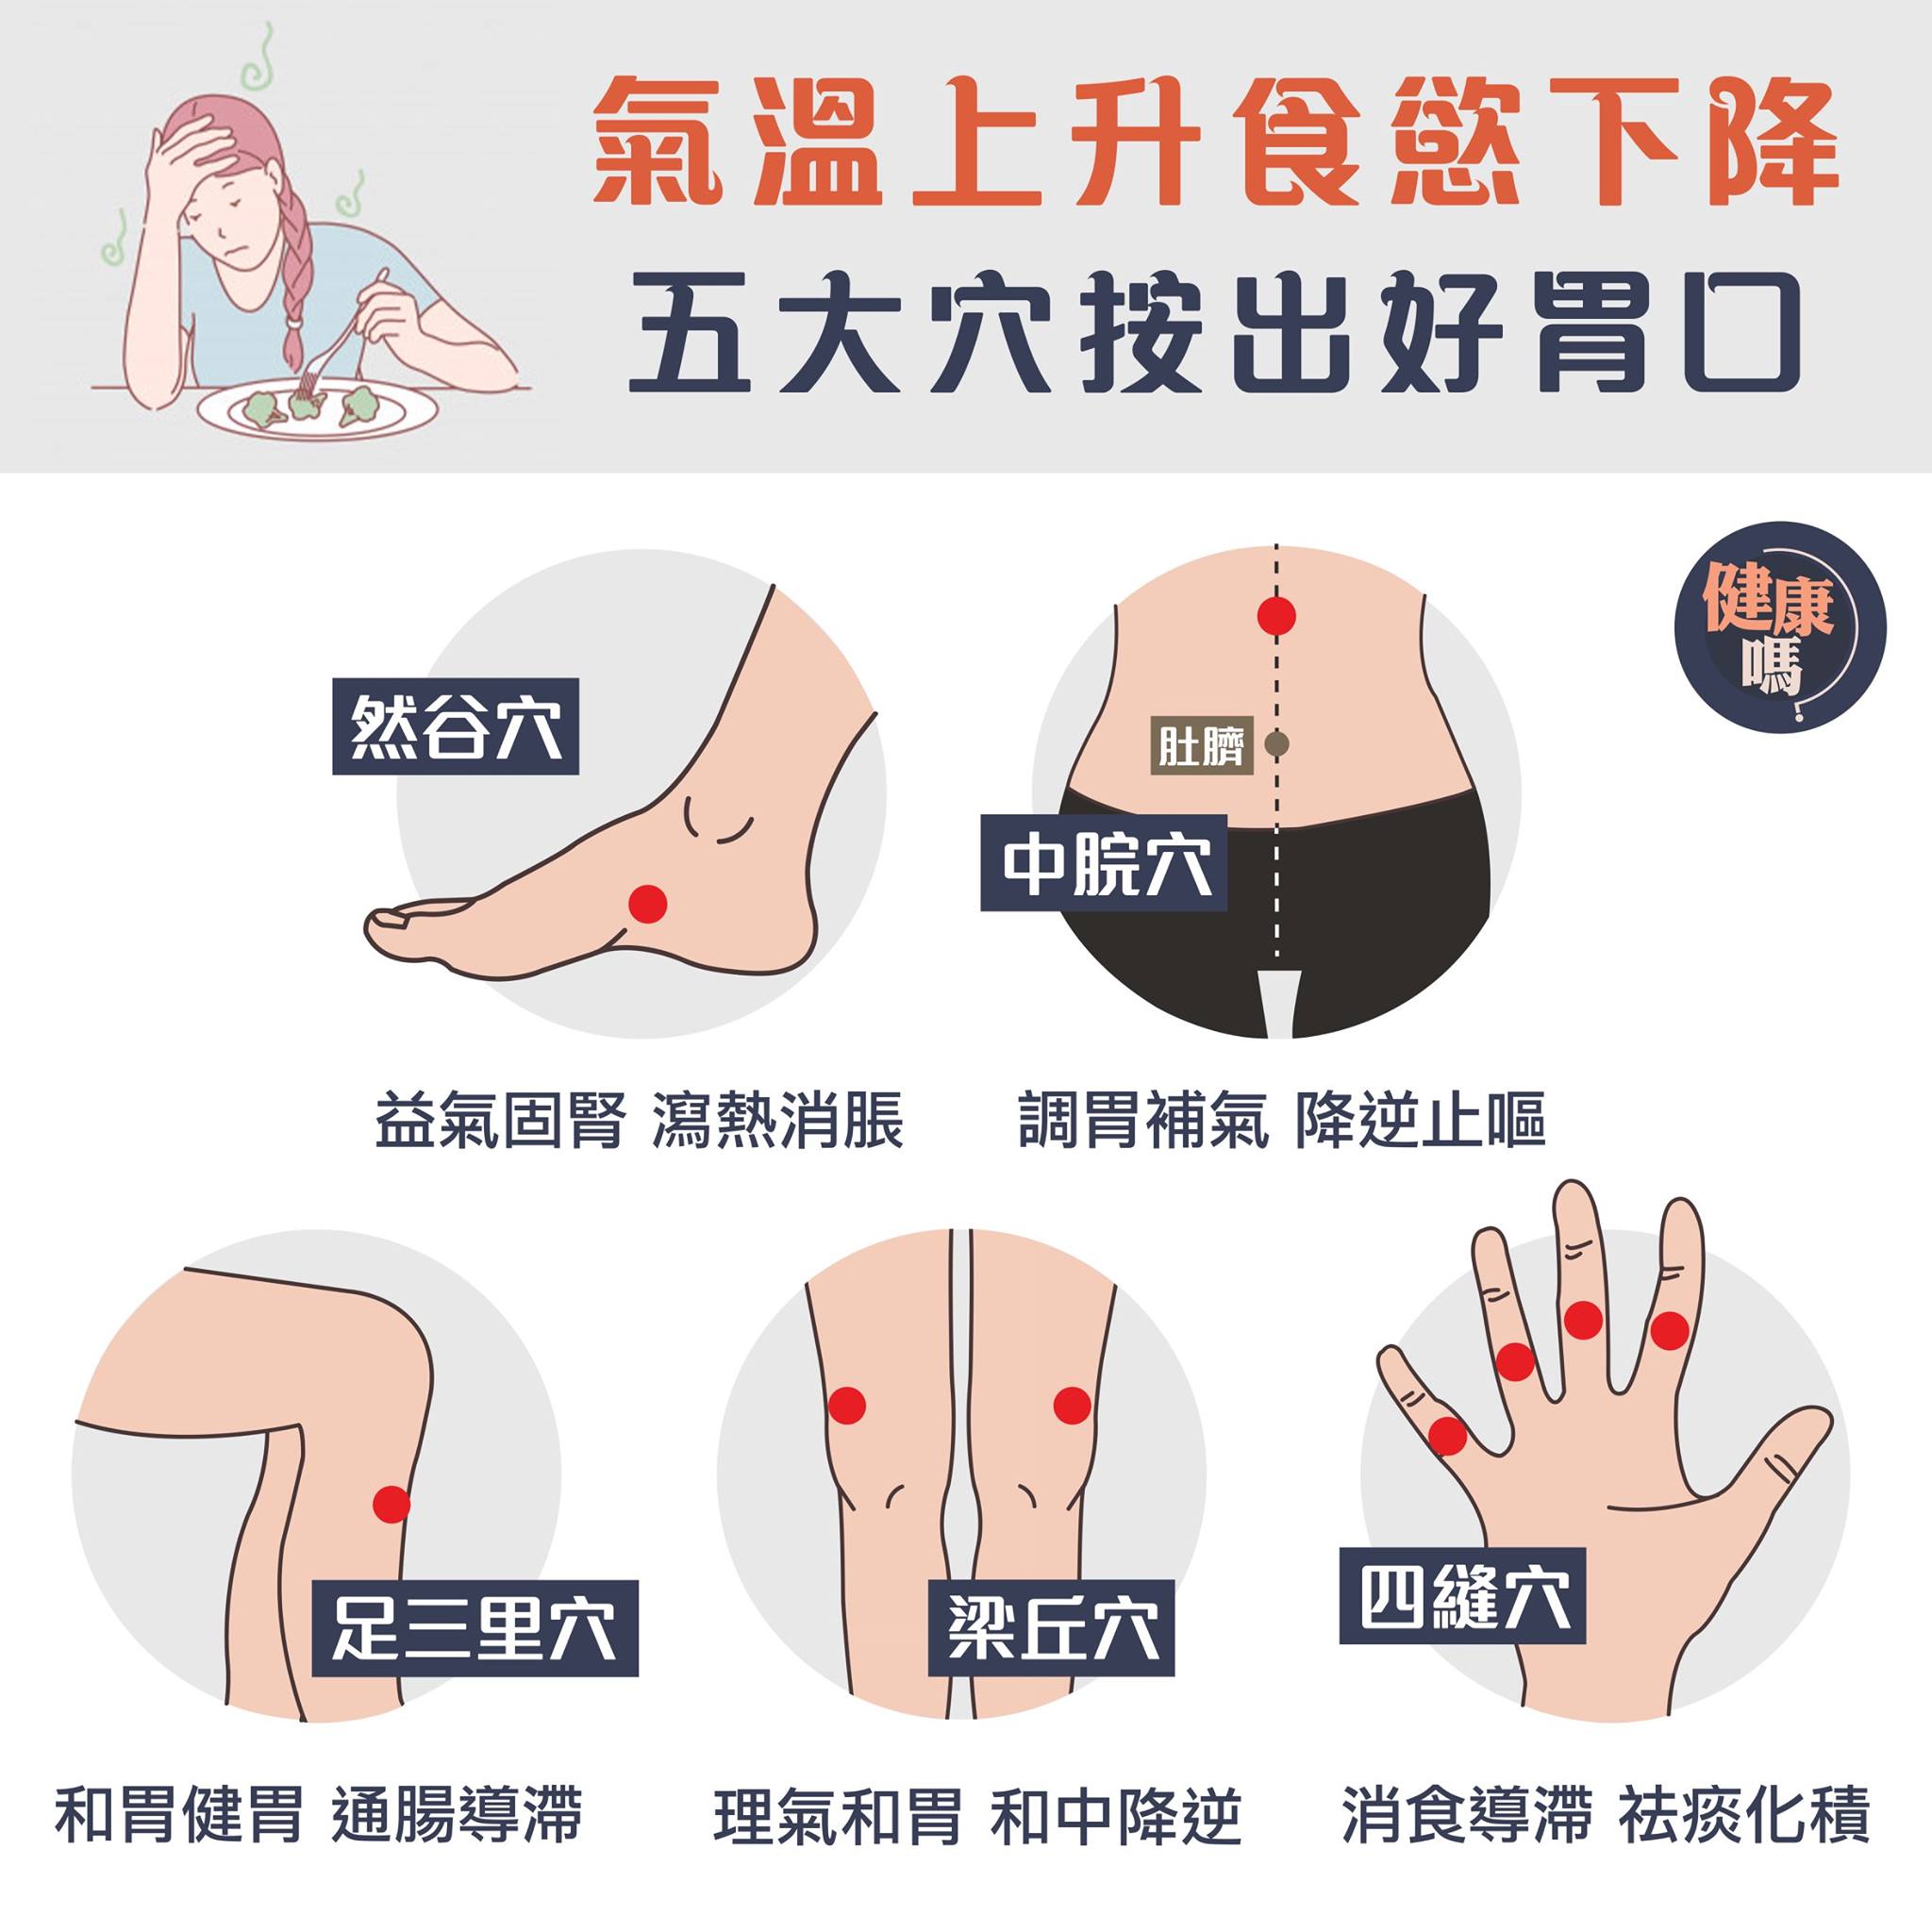 氣溫上升食慾下降
五大穴按出好胃口
健康
嗎
然谷穴
肚臍
中脘穴
益氣固腎 瀉熱消脹
調胃補氣 降逆止嘔
足三里穴
梁丘穴
四縫穴
和胃健胃 通腸導滯
理氣和胃 和中降逆
消食導滯 祛痰化積